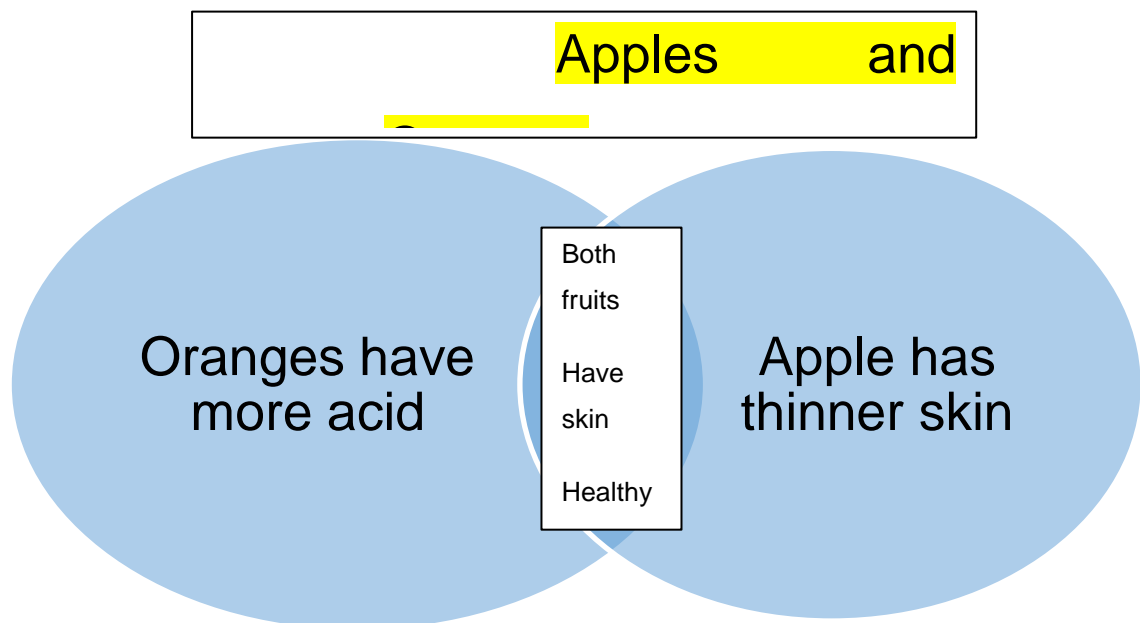 Apples and
Oranges have
more acid
Both
fruits
Have
skin
Healthy
Apple has
thinner skin